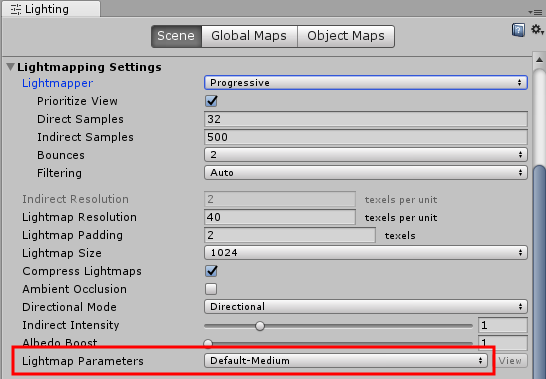 Lighting
Scene Global Maps Object Maps
Lightmapping Settings
Lightmapper Progressive
Prioritize View
Direct Samples 32
Indirect Samples 500
Bounces 2
Filtering Auto
Indirect Resolution 2 texels per unit
Lightmap Resolution 40 texels per unit
Lightmap Padding 2 texels
Lightmap Size 1024
Compress Lightmaps
Ambient Occlusion
Directional Mode Directional
Indirect Intensity 1
Albedo Boost 1
Lightmap Parameters Default-Medium View